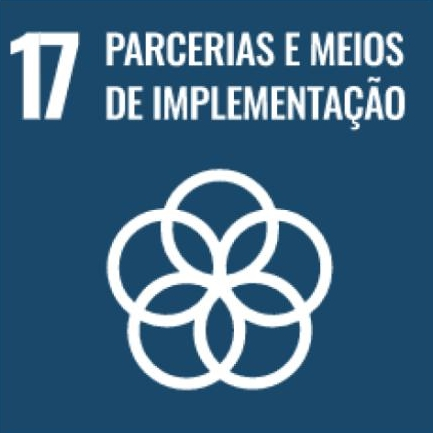 17 PARCERIAS E MEIOS
DE IMPLEMENTAÇÃO